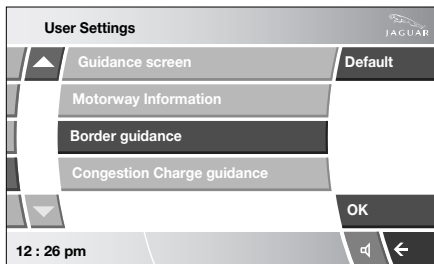 User Settings
JAGUAR
Guidance screen
Default
Motorway Information
Border guidance
Congestion Charge guidance
OK
12 : 26 pm